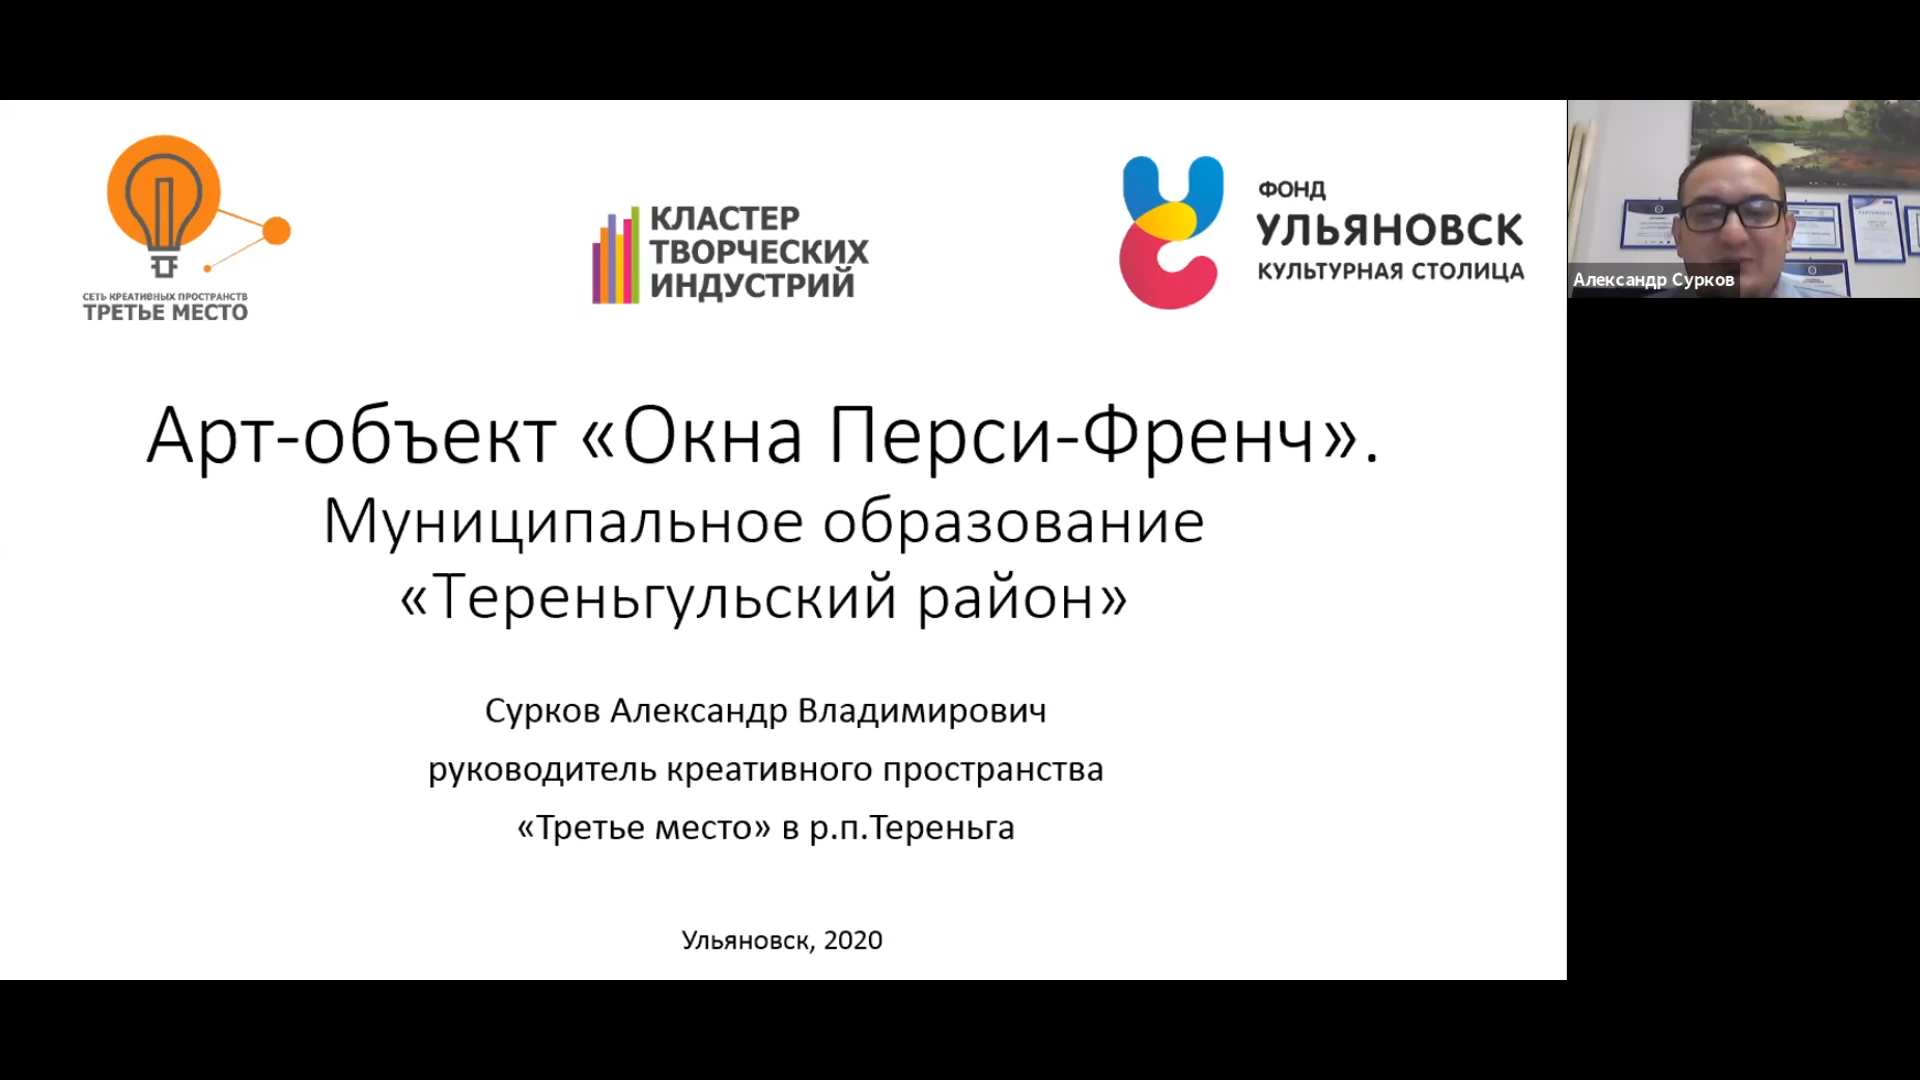 СЕТЬ КРЕАТИВНЫХ ПРОСТРАНСТВ
ТРЕТЬЕ МЕСТО
КЛАСТЕР
ТВОРЧЕСКИХ
ИНДУСТРИЙ
ФОНД
УЛЬЯНОВСК
КУЛЬТУРНАЯ СТОЛИЦА
Александр Сурков
Арт-объект «Окна Перси-Френч».
Муниципальное образование
«Тереньгульский район»
Сурков Александр Владимирович
руководитель креативного пространства
«Третье место» в р.п.Тереньга
Ульяновск, 2020